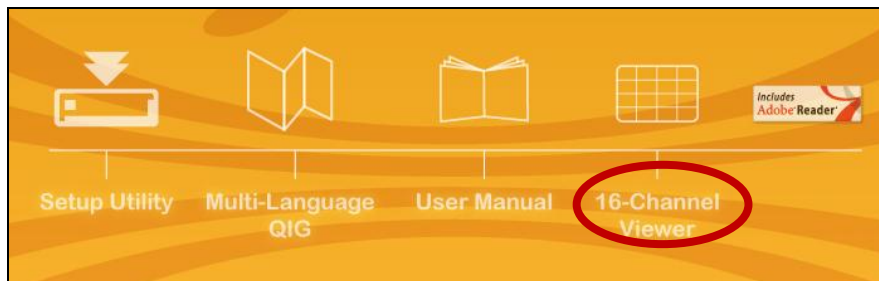 Includes
Adobe Reader
Setup Utility
Multi-Language
QIG
User Manual
16-Channel
Viewer